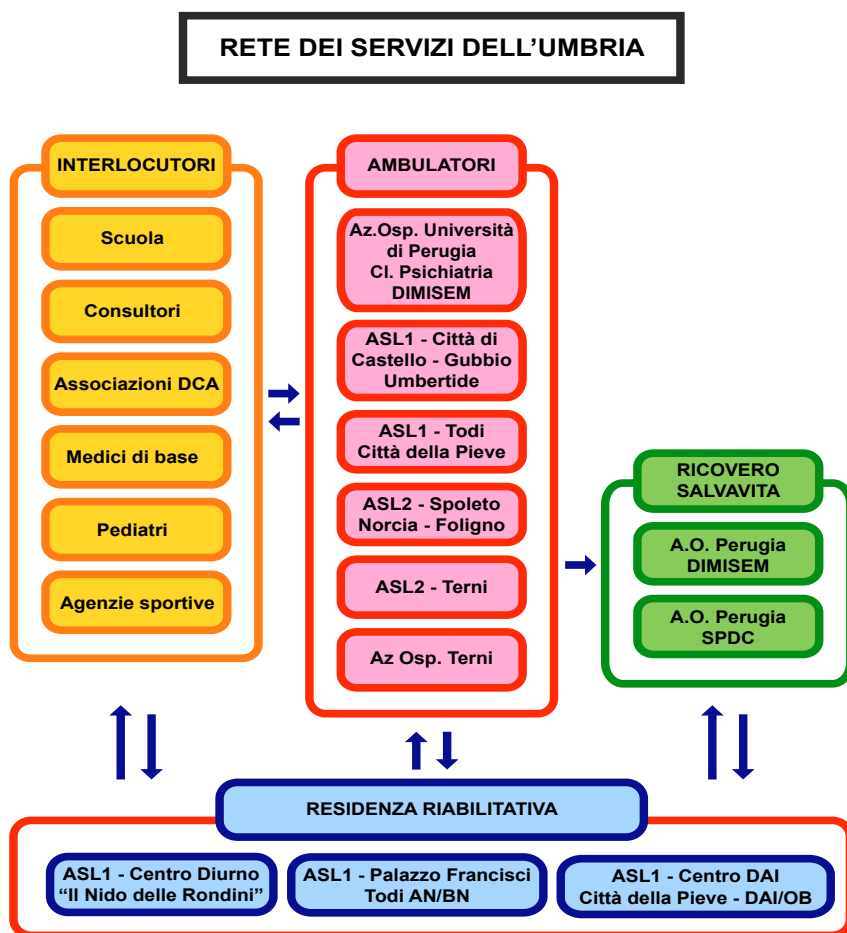 RETE DEI SERVIZI DELL’UMBRIA
INTERLOCUTORI
Scuola
Consultori
Associazioni DCA
Medici di base
Pediatri
Agenzie sportive
AMBULATORI
Az.Osp. Università
di Perugia
Cl. Psichiatria
DIMISEM
ASL1 - Città di
Castello - Gubbio
Umbertide
ASL1 - Todi
Città della Pieve
ASL2 - Spoleto
Norcia - Foligno
ASL2 - Terni
Az Osp. Terni
RICOVERO
SALVAVITA
A.O. Perugia
DIMISEM
A.O. Perugia
SPDC
RESIDENZA RIABILITATIVA
ASL1 - Centro Diurno
“Il Nido delle Rondini”
ASL1 - Palazzo Francisci
Todi AN/BN
ASL1 - Centro DAI
Città della Pieve - DAI/OB